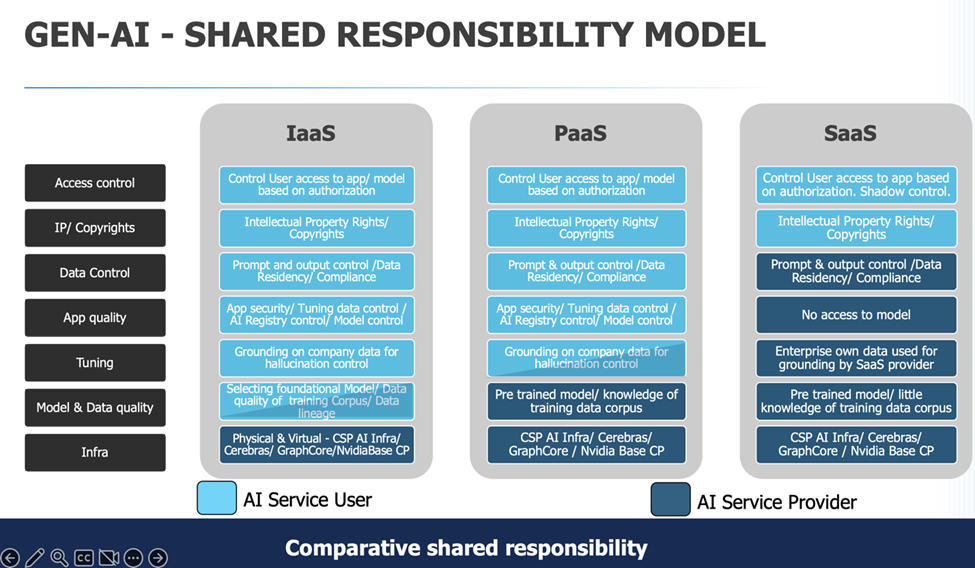 GEN-AI - SHARED RESPONSIBILITY MODEL
IaaS
PaaS
SaaS
Access control
Control User access to app/ model
based on authorization
Control User access to app/ model
based on authorization
Control User access to app based
on authorization. Shadow control.
IP/ Copyrights
Intellectual Property Rights/
Copyrights
Intellectual Property Rights/
Copyrights
Intellectual Property Rights/
Copyrights
Data Control
Prompt and output control /Data
Residency/ Compliance
Prompt & output control /Data
Residency/ Compliance
Prompt & output control /Data
Residency/ Compliance
App quality
App security/ Tuning data control /
AI Registry control/ Model control
App security/ Tuning data control /
AI Registry control/ Model control
No access to model
Tuning
Grounding on company data for
hallucination control
Grounding on company data for
hallucination control
Enterprise own data used for
grounding by SaaS provider
Model & Data quality
Selecting foundational Model/ Data
quality of training Corpus/ Data
lineage
Pre trained model/ knowledge of
training data corpus
Pre trained model/ little
knowledge of training data corpus
Infra
Physical & Virtual - CSP AI Infra/
Cerebras/ GraphCore/NvidiaBase CP
CSP AI Infra/ Cerebras/
GraphCore / Nvidia Base CP
CSP AI Infra/ Cerebras/
GraphCore / Nvidia Base CP
AI Service User
AI Service Provider
Comparative shared responsibility
CC